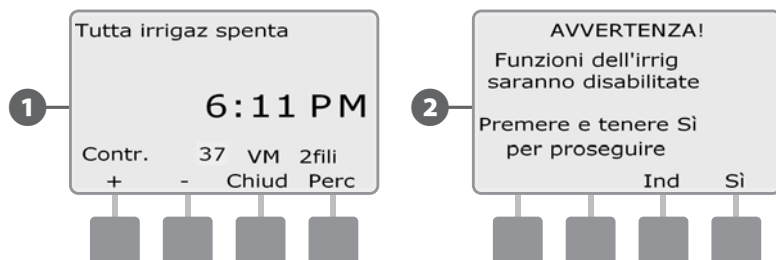 1
Tutta irrigaz spenta
6:11 PM
Contr. 37 VM 2fili
+ - Chiud Perc
2
AVVERTENZA!
Funzioni dell'irrig
saranno disabilitate
Premere e tenere Sì
per proseguire
Ind Sì